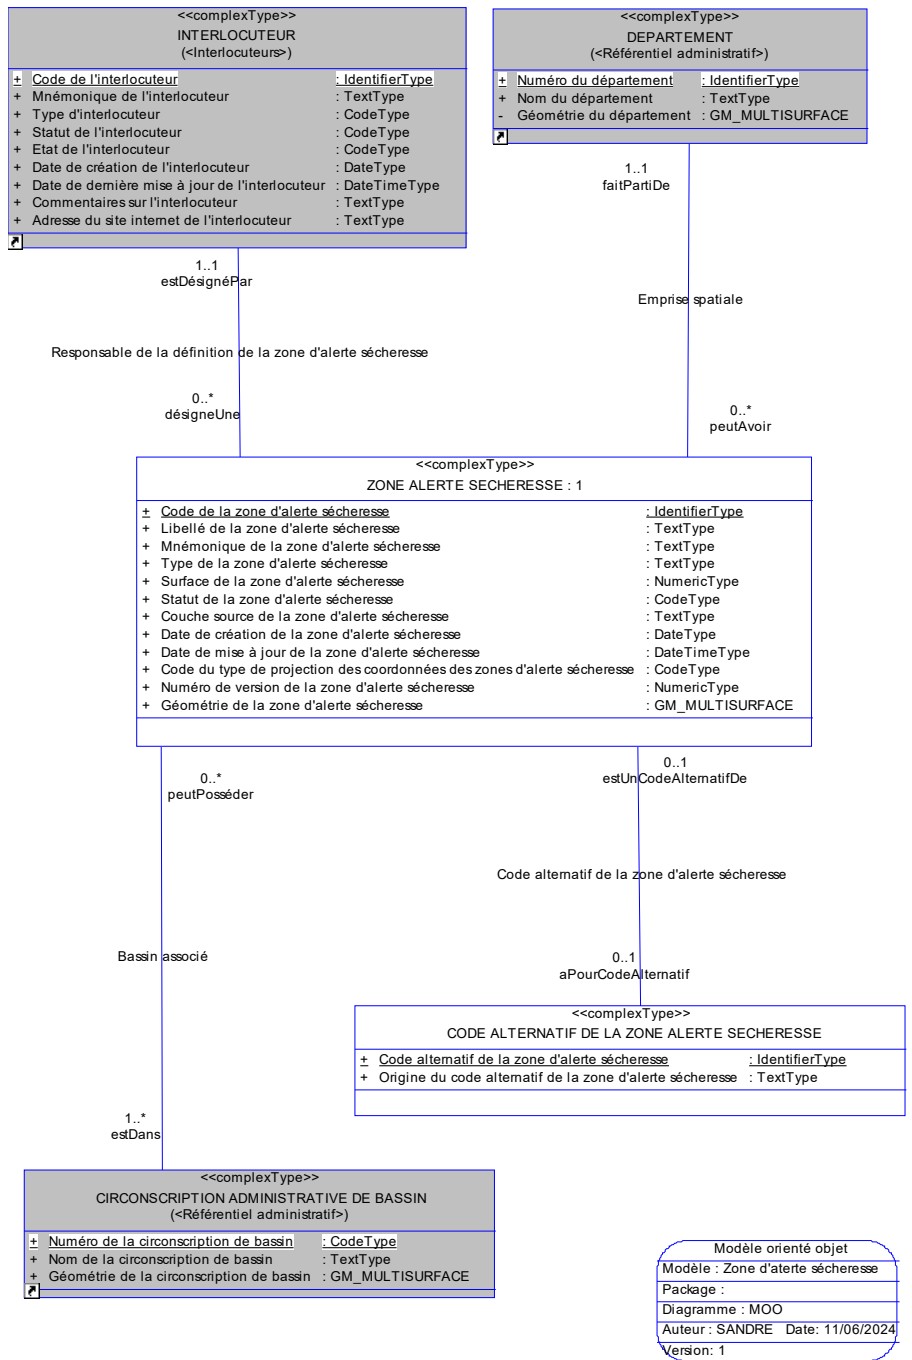 <<complexType>>
INTERLOCUTEUR
(<Interlocuteurs>)
+ Code de l'interlocuteur : IdentifierType
+ Mnémonique de l'interlocuteur : TextType
+ Type d'interlocuteur : CodeType
+ Statut de l'interlocuteur : CodeType
+ Etat de l'interlocuteur : CodeType
+ Date de création de l'interlocuteur : DateType
+ Date de dernière mise à jour de l'interlocuteur : DateTimeType
+ Commentaires sur l'interlocuteur : TextType
+ Adresse du site internet de l'interlocuteur : TextType
<<complexType>>
DEPARTEMENT
(<Référentiel administratif>)
+ Numéro du département : IdentifierType
+ Nom du département : TextType
- Géométrie du département : GM_MULTISURFACE
1..1
estDésignéPar
Responsable de la définition de la zone d'alerte sécheresse
0..*
désigneUne
1..1
faitPartiDe
Emprise spatiale
0..*
peutAvoir
<<complexType>>
ZONE ALERTE SECHERESSE : 1
+ Code de la zone d'alerte sécheresse : IdentifierType
+ Libellé de la zone d'alerte sécheresse : TextType
+ Mnémonique de la zone d'alerte sécheresse : TextType
+ Type de la zone d'alerte sécheresse : TextType
+ Surface de la zone d'alerte sécheresse : NumericType
+ Statut de la zone d'alerte sécheresse : CodeType
+ Couche source de la zone d'alerte sécheresse : TextType
+ Date de création de la zone d'alerte sécheresse : DateType
+ Date de mise à jour de la zone d'alerte sécheresse : DateTimeType
+ Code du type de projection des coordonnées des zones d'alerte sécheresse : CodeType
+ Numéro de version de la zone d'alerte sécheresse : NumericType
+ Géométrie de la zone d'alerte sécheresse : GM_MULTISURFACE
0..*
peutPosséder
Bassin associé
1..*
estDans
0..1
estUnCodeAlternatifDe
Code alternatif de la zone d'alerte sécheresse
0..1
aPourCodeAlternatif
<<complexType>>
CODE ALTERNATIF DE LA ZONE ALERTE SECHERESSE
+ Code alternatif de la zone d'alerte sécheresse : IdentifierType
+ Origine du code alternatif de la zone d'alerte sécheresse : TextType
<<complexType>>
CIRCONSCRIPTION ADMINISTRATIVE DE BASSIN
(<Référentiel administratif>)
+ Numéro de la circonscription de bassin : CodeType
+ Nom de la circonscription de bassin : TextType
+ Géométrie de la circonscription de bassin : GM_MULTISURFACE
Modèle orienté objet
Modèle : Zone d'aterte sécheresse
Package :
Diagramme : MOO
Auteur : SANDRE Date: 11/06/2024
Version: 1